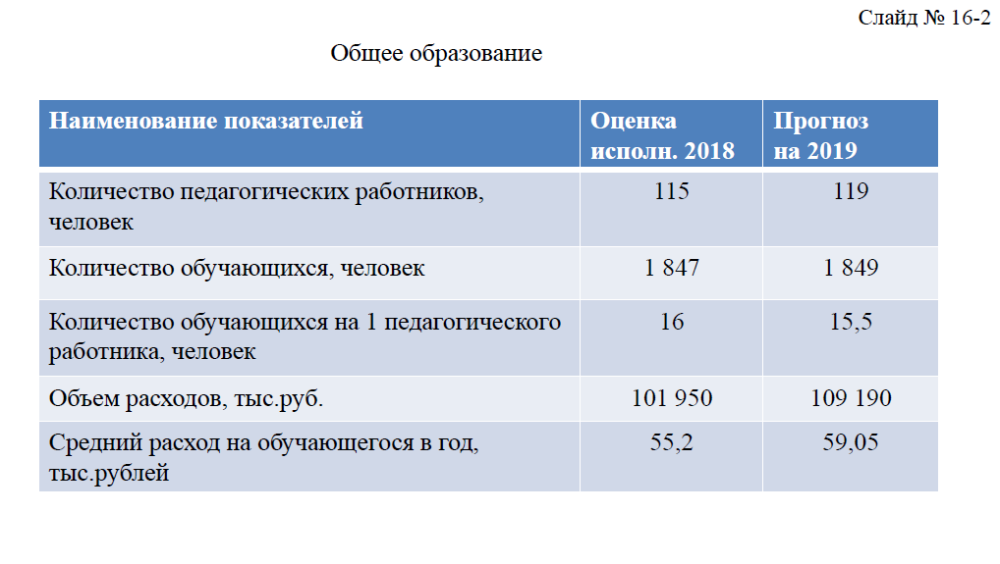 Слайд № 16-2
Общее образование
Наименование показателей
Оценка
исполн. 2018
Прогноз
на 2019
Количество педагогических работников,
человек
115
119
Количество обучающихся, человек
1 847
1 849
Количество обучающихся на 1 педагогического
работника, человек
16
15,5
Объем расходов, тыс.руб.
101 950
109 190
Средний расход на обучающегося в год,
тыс.рублей
55,2
59,05